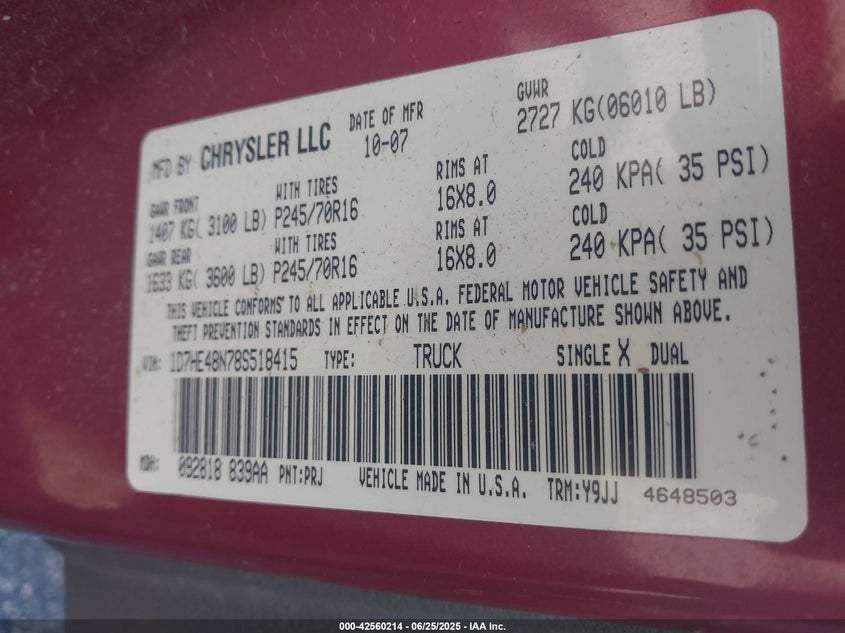 MFD BY CHRYSLER LLC DATE OF MFR 10-07 GVWR 2727 KG(06010 LB)
GAWR FRONT WITH TIRES RIMS AT COLD
1407 KG( 3100 LB) P245/70R16 16X8.0 240 KPA( 35 PSI)
GAWR REAR WITH TIRES RIMS AT COLD
1633 KG( 3600 LB) P245/70R16 16X8.0 240 KPA( 35 PSI)
THIS VEHICLE CONFORMS TO ALL APPLICABLE U.S.A. FEDERAL MOTOR VEHICLE SAFETY AND
THEFT PREVENTION STANDARDS IN EFFECT ON THE DATE OF MANUFACTURE SHOWN ABOVE.
VIN: 1D7HE48N78S518415 TYPE: TRUCK SINGLE X DUAL
MDH: 092818 839AA PNT:PRJ VEHICLE MADE IN U.S.A. TRM:Y9JJ 4648503
000-42560214 - 06/25/2025 - IAA Inc.